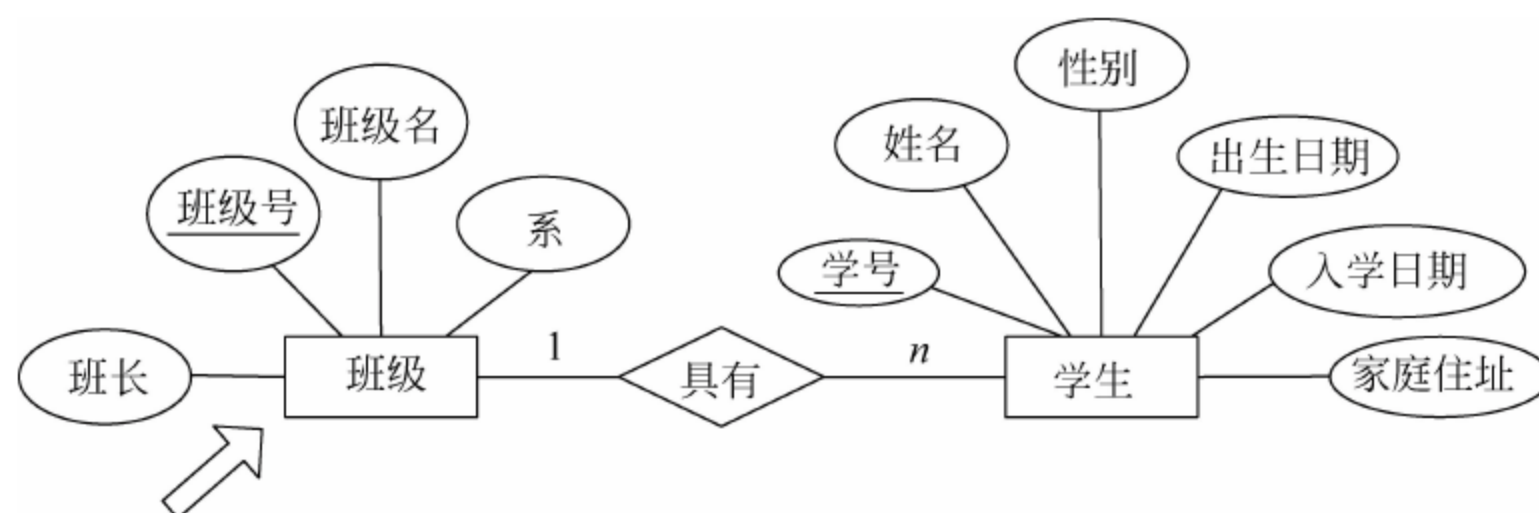 性别
班级名
姓名
出生日期
班级号
系
学号
入学日期
班长
班级
1
具有
n
学生
家庭住址